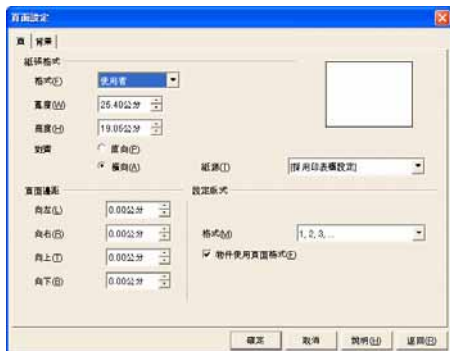 頁面設定
頁 背景
紙張格式
格式(F) 使用者
寬度(W) 25.40公分
高度(H) 19.05公分
直向(P)
橫向(A) 紙源(T) [採用印表機設定]
頁面邊距 設定版式
向左(L) 0.00公分
向右(R) 0.00公分 格式(M) 1, 2, 3, ...
向上(T) 0.00公分 物件使用頁面格式(F)
向下(B) 0.00公分
確定 取消 說明(H) 返回(R)